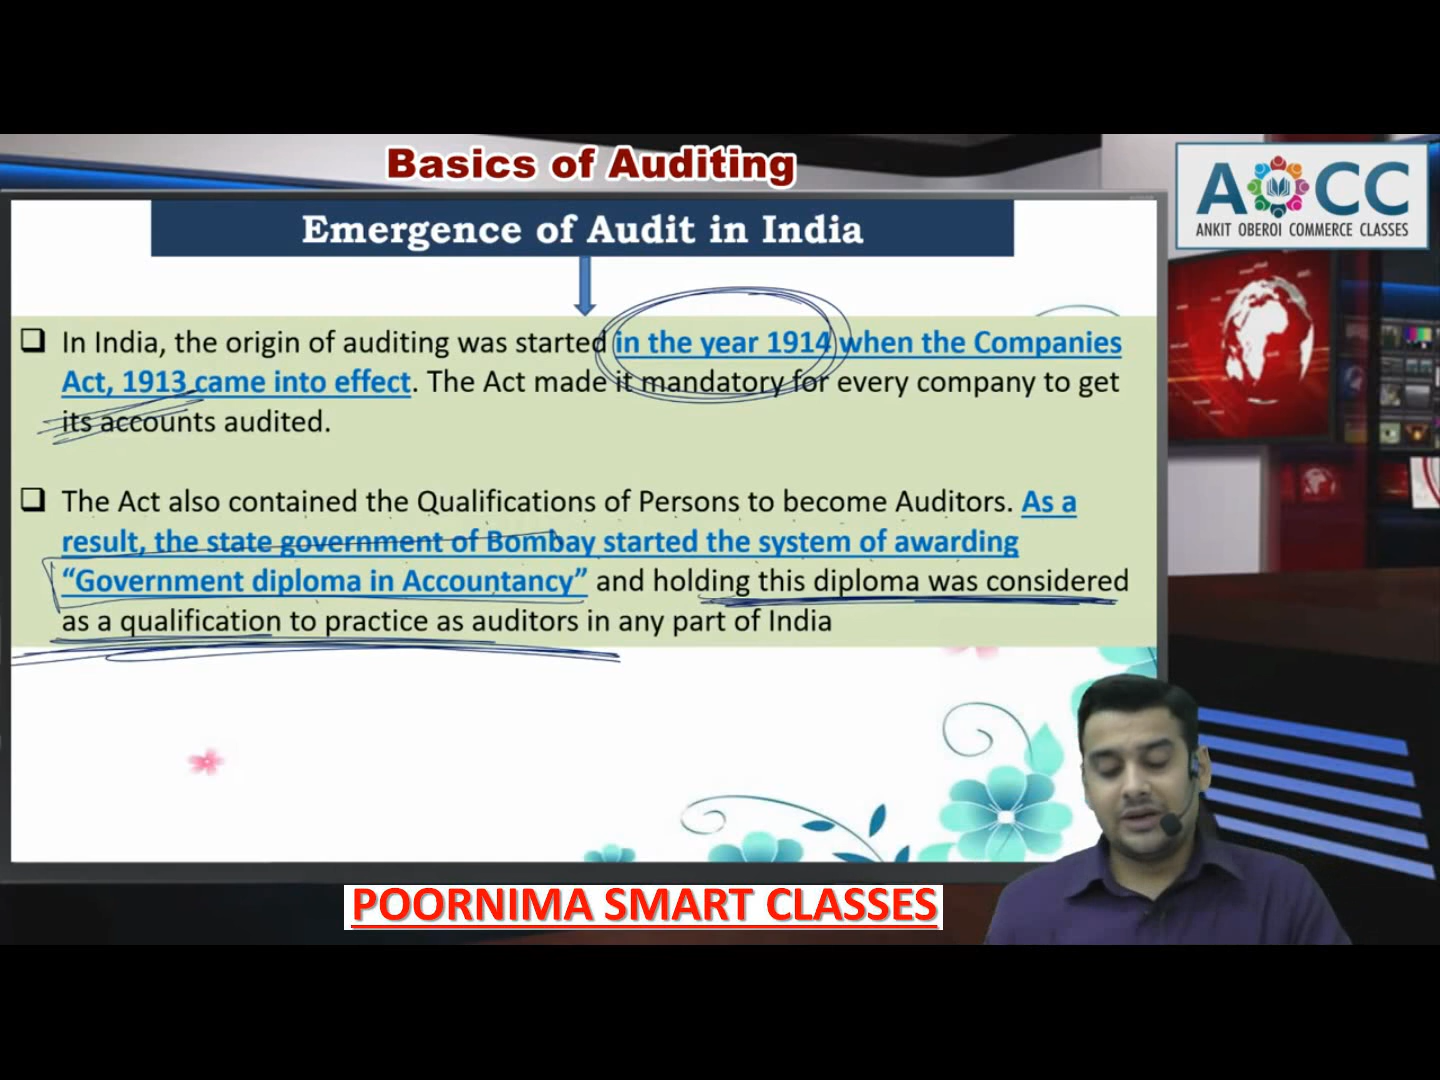 Basics of Auditing
AOCC
ANKIT OBEROI COMMERCE CLASSES
Emergence of Audit in India
In India, the origin of auditing was started in the year 1914 when the Companies
Act, 1913 came into effect. The Act made it mandatory for every company to get
its accounts audited.
The Act also contained the Qualifications of Persons to become Auditors. As a
result, the state government of Bombay started the system of awarding
“Government diploma in Accountancy” and holding this diploma was considered
as a qualification to practice as auditors in any part of India
POORNIMA SMART CLASSES